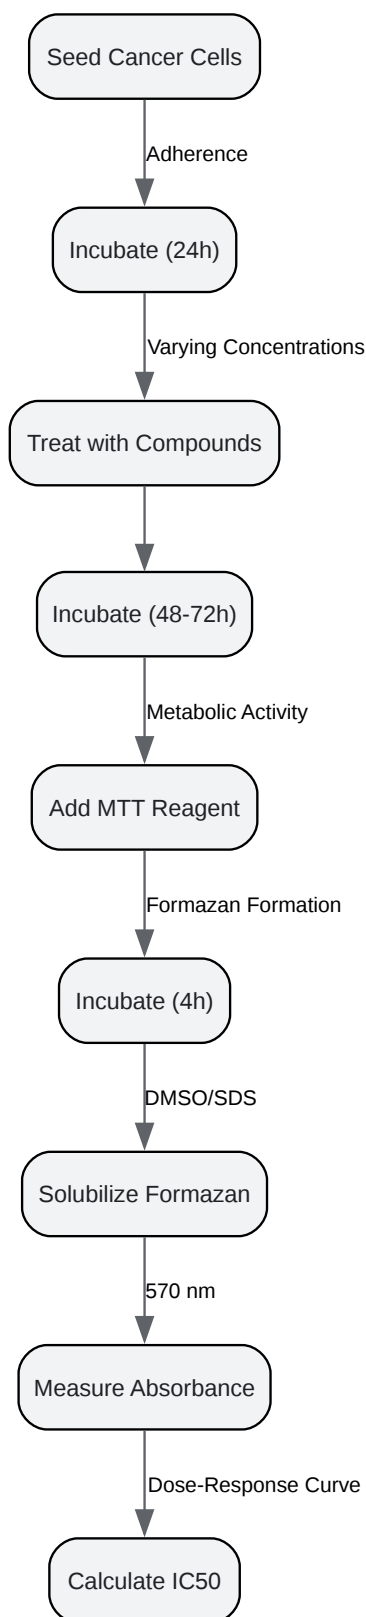 Seed Cancer Cells
Adherence
Incubate (24h)
Varying Concentrations
Treat with Compounds
Incubate (48-72h)
Metabolic Activity
Add MTT Reagent
Formazan Formation
Incubate (4h)
DMSO/SDS
Solubilize Formazan
570 nm
Measure Absorbance
Dose-Response Curve
Calculate IC50